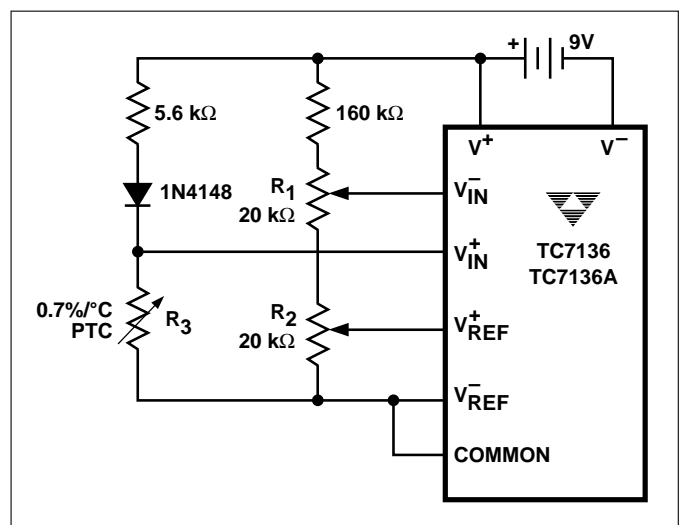 + 9V
5.6 kΩ
160 kΩ
V+ V−
1N4148
R1
20 kΩ
V−IN
V+IN
TC7136
TC7136A
0.7%/°C
PTC
R3
R2
20 kΩ
V+REF
V−REF
COMMON